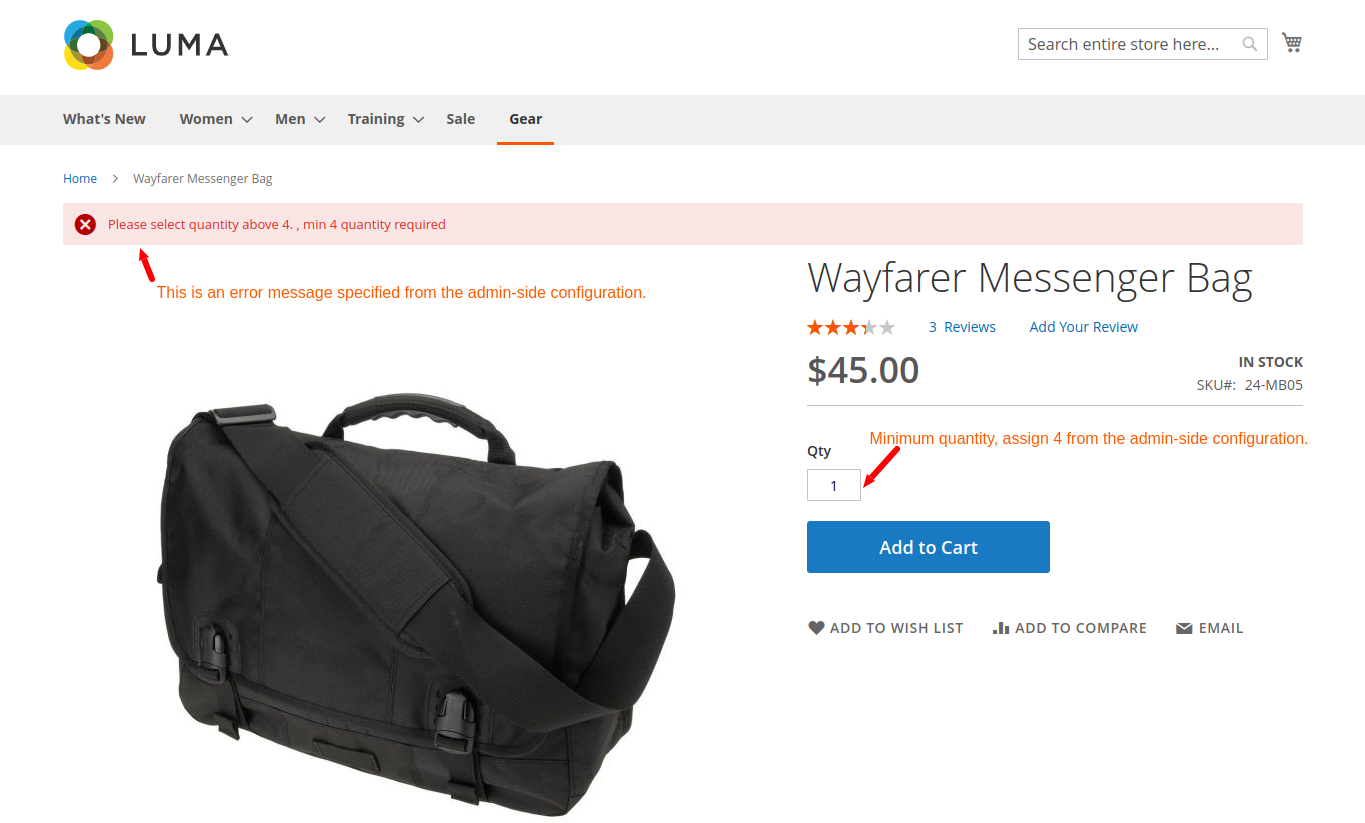 LUMA
Search entire store here...
What's New Women Men Training Sale Gear
Home Wayfarer Messenger Bag
Please select quantity above 4. , min 4 quantity required
This is an error message specified from the admin-side configuration.
Wayfarer Messenger Bag
3 Reviews Add Your Review
$45.00
IN STOCK
SKU#: 24-MB05
Minimum quantity, assign 4 from the admin-side configuration.
Qty
1
Add to Cart
ADD TO WISH LIST ADD TO COMPARE EMAIL